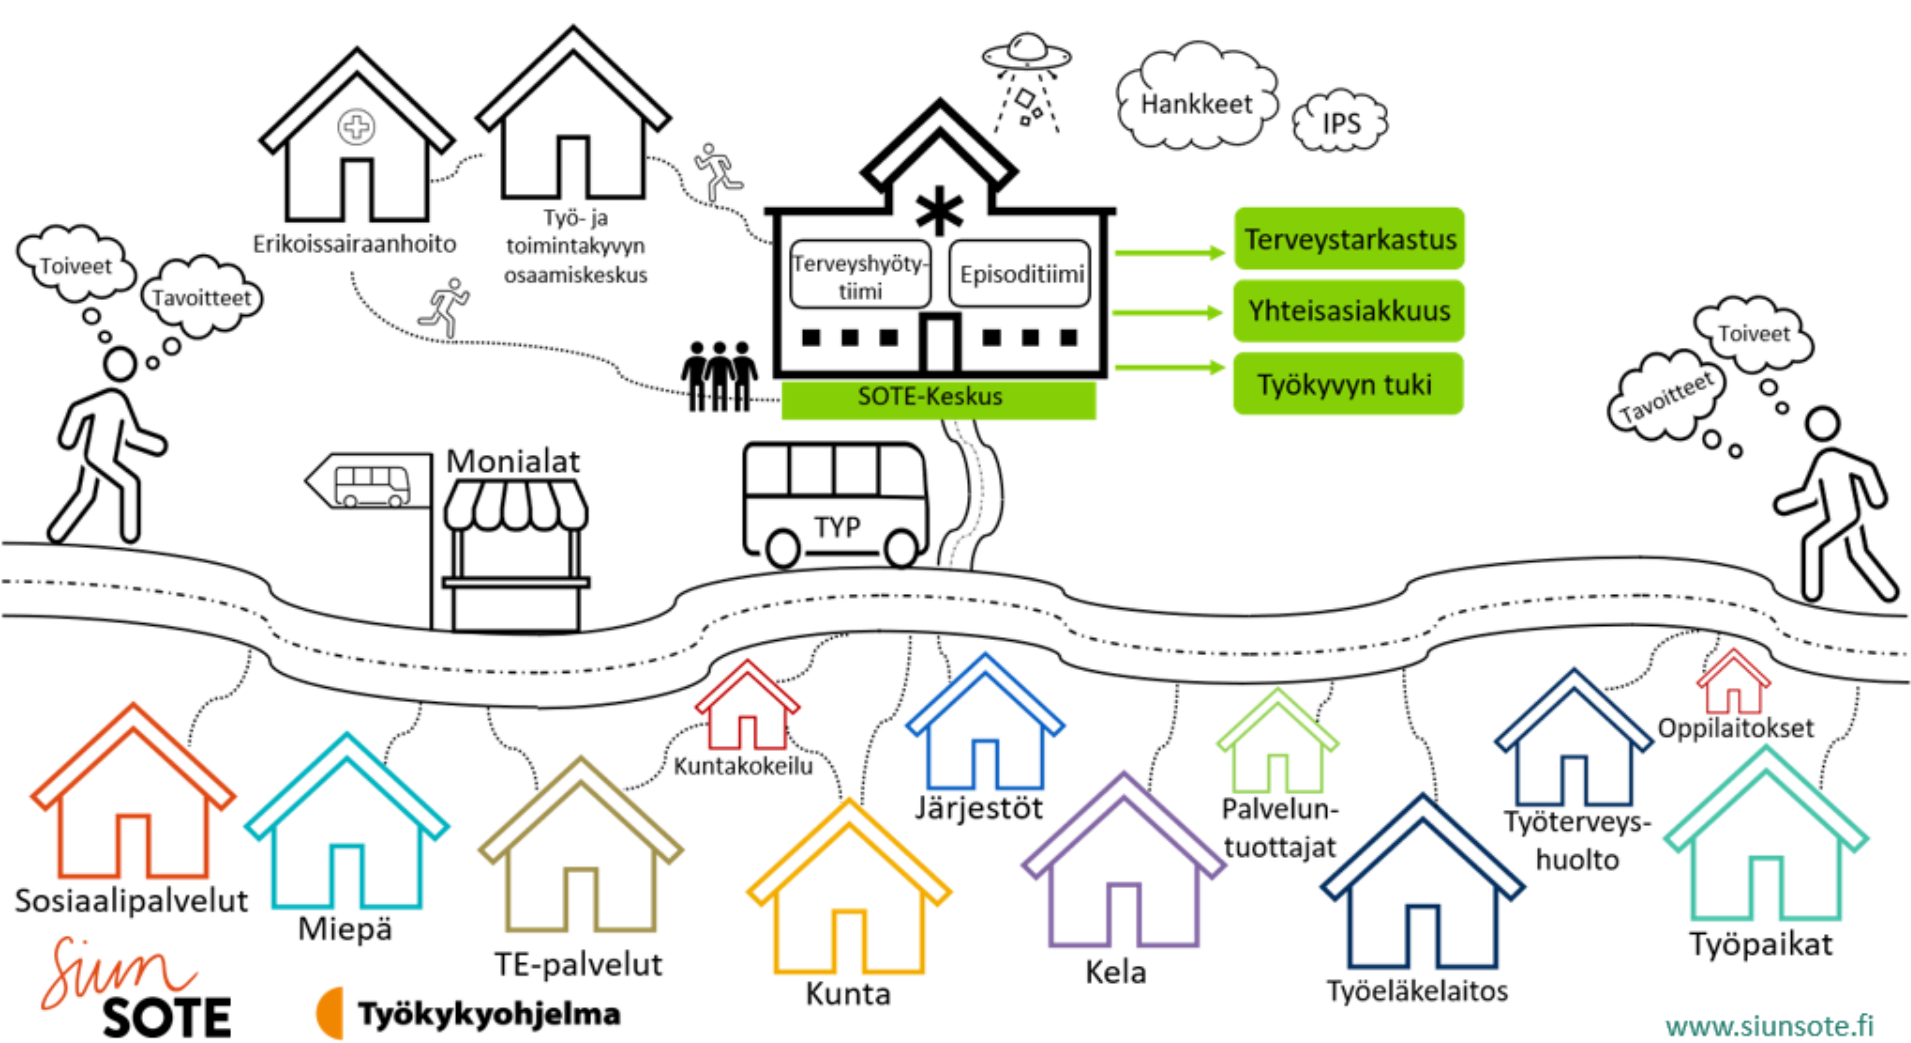 Hankkeet
IPS
Erikoissairaanhoito
Työ- ja
toimintakyvyn
osaamiskeskus
Toiveet
Tavoitteet
Terveyshyöty-
tiimi
Episoditiimi
SOTE-Keskus
Terveystarkastus
Yhteisasiakkuus
Työkyvyn tuki
Toiveet
Tavoitteet
Monialat
TYP
Kuntakokeilu
Oppilaitokset
Sosiaalipalvelut
Miepä
TE-palvelut
Kunta
Järjestöt
Kela
Palvelun-
tuottajat
Työeläkelaitos
Työterveys-
huolto
Työpaikat
Siun
SOTE
Työkykyohjelma
www.siunsote.fi